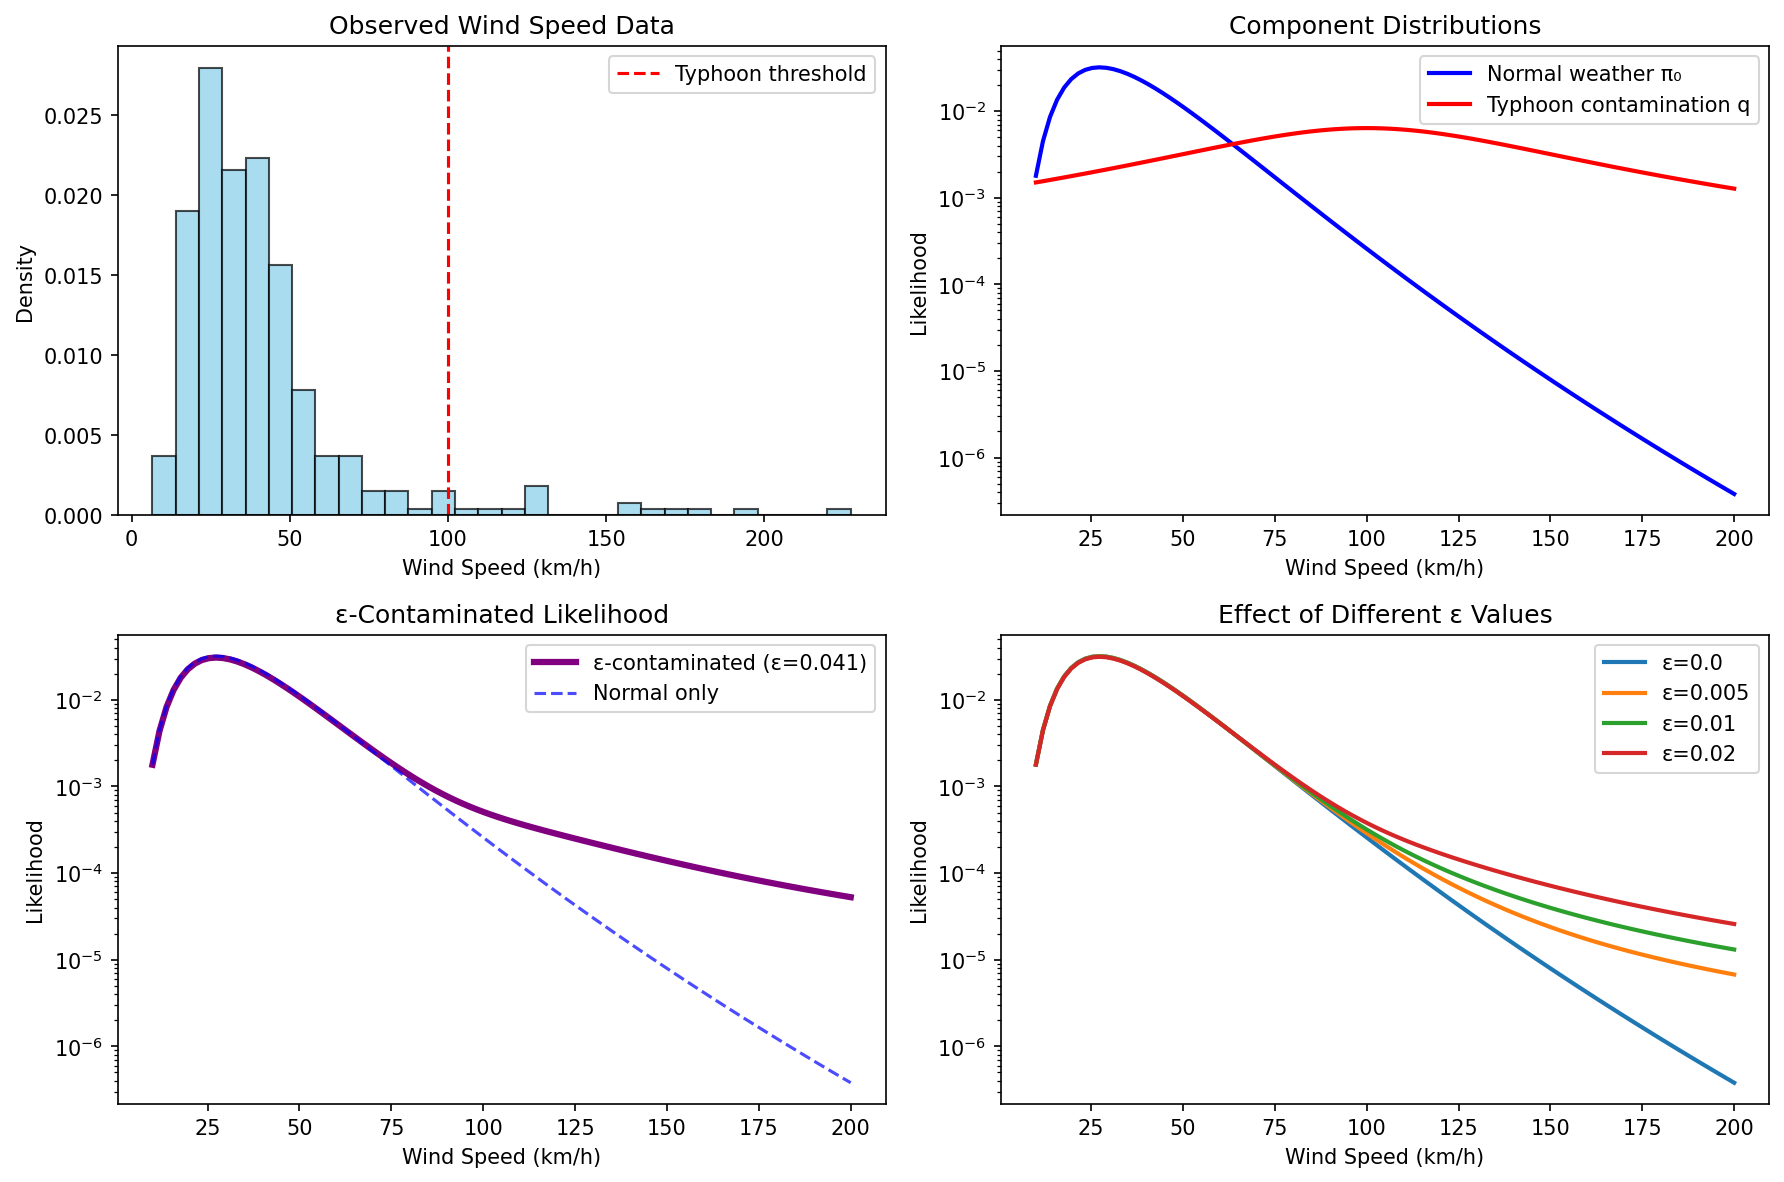 Observed Wind Speed Data
Typhoon threshold
Density
0.025
0.020
0.015
0.010
0.005
0.000
0 50 100 150 200
Wind Speed (km/h)
Component Distributions
Normal weather π₀
Typhoon contamination q
Likelihood
10⁻²
10⁻³
10⁻⁴
10⁻⁵
10⁻⁶
25 50 75 100 125 150 175 200
Wind Speed (km/h)
ε-Contaminated Likelihood
ε-contaminated (ε=0.041)
Normal only
Likelihood
10⁻²
10⁻³
10⁻⁴
10⁻⁵
10⁻⁶
25 50 75 100 125 150 175 200
Wind Speed (km/h)
Effect of Different ε Values
ε=0.0
ε=0.005
ε=0.01
ε=0.02
Likelihood
10⁻²
10⁻³
10⁻⁴
10⁻⁵
10⁻⁶
25 50 75 100 125 150 175 200
Wind Speed (km/h)